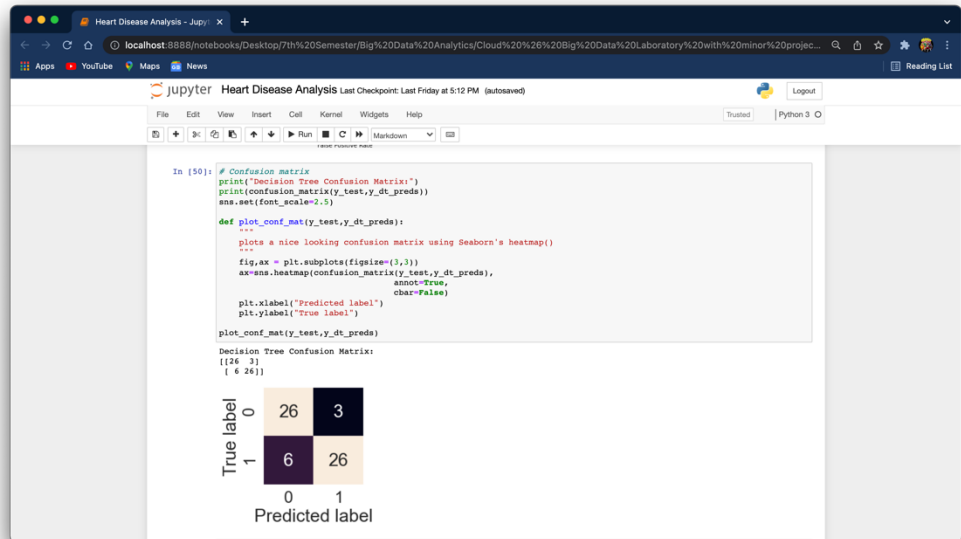 Heart Disease Analysis - Jupyt
localhost:8888/notebooks/Desktop/7th%20Semester/Big%20Data%20Analytics/Cloud%20%26%20Big%20Data%20Laboratory%20with%20minor%20projec...
Apps YouTube Maps News Reading List
jupyter Heart Disease Analysis Last Checkpoint: Last Friday at 5:12 PM (autosaved) Logout
File Edit View Insert Cell Kernel Widgets Help Trusted Python 3
Run Markdown
False Positive Rate
In [50]: # Confusion matrix
print("Decision Tree Confusion Matrix:")
print(confusion_matrix(y_test,y_dt_preds))
sns.set(font_scale=2.5)
def plot_conf_mat(y_test,y_dt_preds):
"""
plots a nice looking confusion matrix using Seaborn's heatmap()
"""
fig,ax = plt.subplots(figsize=(3,3))
ax=sns.heatmap(confusion_matrix(y_test,y_dt_preds),
annot=True,
cbar=False)
plt.xlabel("Predicted label")
plt.ylabel("True label")
plot_conf_mat(y_test,y_dt_preds)
Decision Tree Confusion Matrix:
[[26 3]
[ 6 26]]
True label
0 26 3
1 6 26
0 1
Predicted label